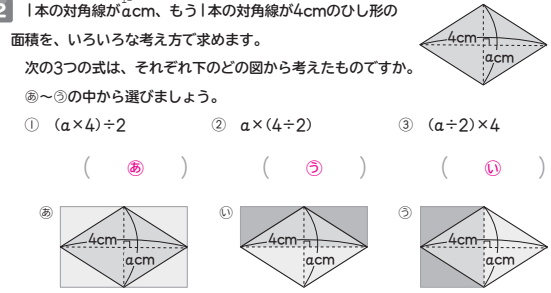 2 1本の対角線がacm、もう1本の対角線が4cmのひし形の
面積を、いろいろな考え方で求めます。
次の3つの式は、それぞれ下のどの図から考えたものですか。
あ～うの中から選びましょう。
4cm
acm
① (a×4)÷2 ② a×(4÷2) ③ (a÷2)×4
( あ ) ( う ) ( い )
あ い う
4cm 4cm 4cm
acm acm acm